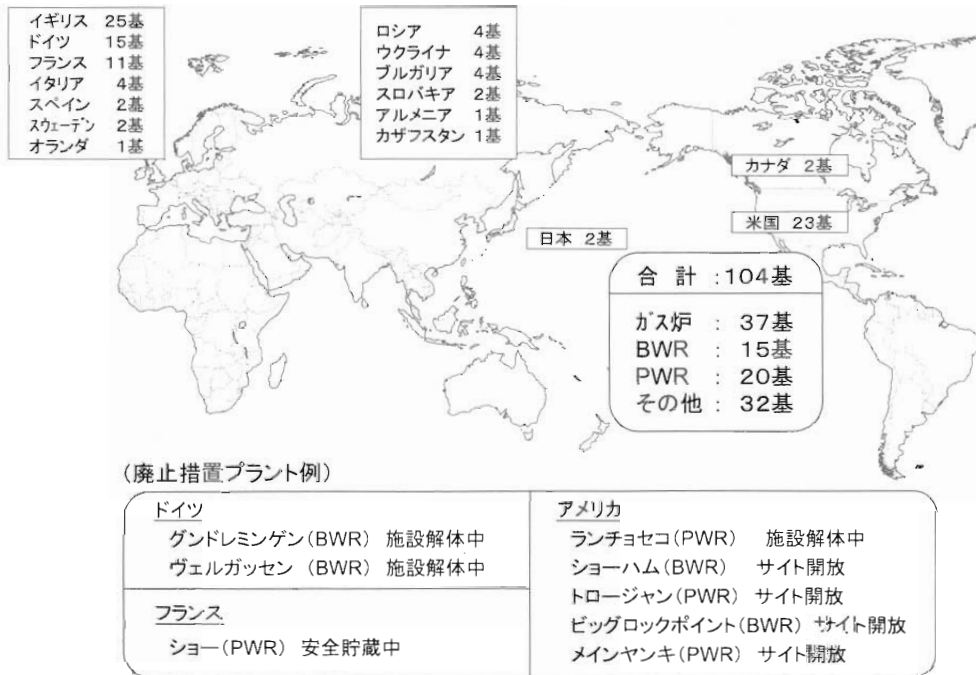 イギリス 25基
ドイツ 15基
フランス 11基
イタリア 4基
スペイン 2基
スウェーデン 2基
オランダ 1基
ロシア 4基
ウクライナ 4基
ブルガリア 4基
スロバキア 2基
アルメニア 1基
カザフスタン 1基
カナダ 2基
米国 23基
日本 2基
合 計 :104基
ガス炉 : 37基
BWR : 15基
PWR : 20基
その他 : 32基
(廃止措置プラント例)
ドイツ
グンドレミンゲン(BWR) 施設解体中
ヴェルガッセン (BWR) 施設解体中
フランス
ショー(PWR) 安全貯蔵中
アメリカ
ランチョセコ(PWR) 施設解体中
ショーハム(BWR) サイト開放
トロージャン(PWR) サイト開放
ビッグロックポイント(BWR) サイト開放
メインヤンキ(PWR) サイト開放